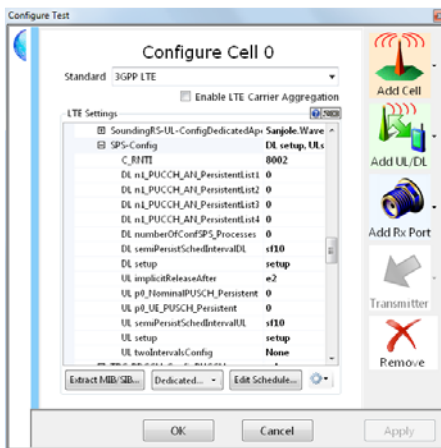 Configure Test
Configure Cell 0
Standard 3GPP LTE
Enable LTE Carrier Aggregation
LTE Settings
SoundingRS-UL-ConfigDedicatedAp Sanjole.Wave
SPS-Config DL setup, ULs
C_RNTI 8002
DL n1_PUCCH_AN_PersistentList1 0
DL n1_PUCCH_AN_PersistentList2 0
DL n1_PUCCH_AN_PersistentList3 0
DL n1_PUCCH_AN_PersistentList4 0
DL numberOfConfSPS_Processes 0
DL semiPersistSchedIntervalDL sf10
DL setup setup
UL implicitReleaseAfter e2
UL p0_NominalPUSCH_Persistent 0
UL p0_UE_PUSCH_Persistent 0
UL semiPersistSchedIntervalUL sf10
UL setup setup
UL twoIntervalsConfig None
Extract MIB/SIB... Dedicated... Edit Schedule...
Add Cell
Add UL/DL
Add Rx Port
Transmitter
Remove
OK Cancel Apply